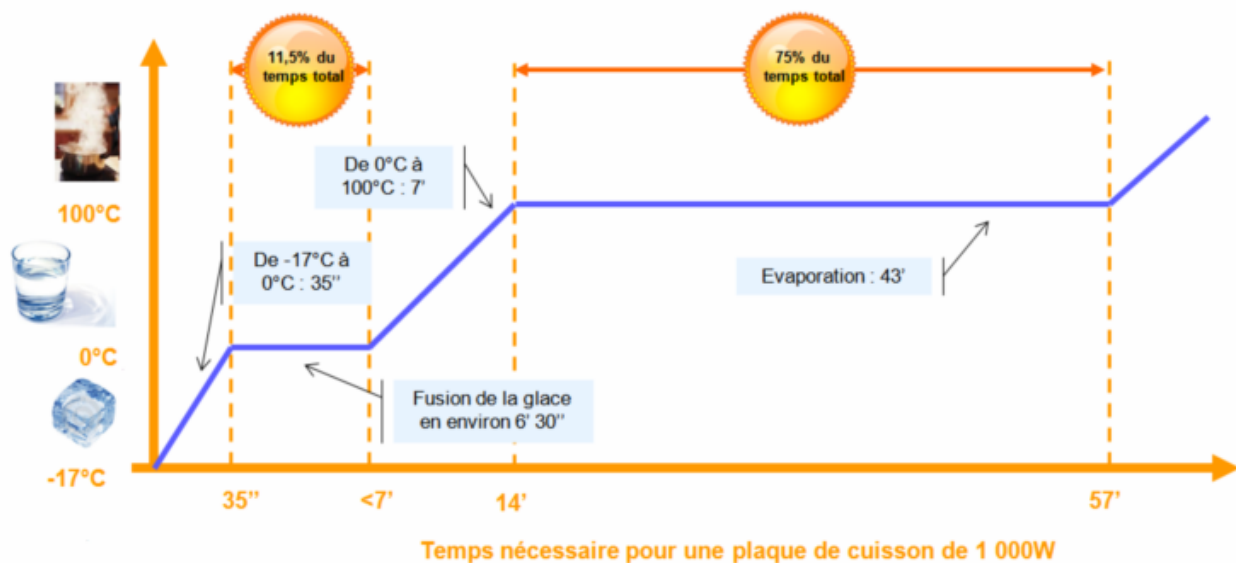 11,5% du
temps total
75% du
temps total
De 0°C à
100°C : 7’
100°C
De -17°C à
0°C : 35’’
Evaporation : 43’
0°C
Fusion de la glace
en environ 6’ 30’’
-17°C
35’’
<7’
14’
57’
Temps nécessaire pour une plaque de cuisson de 1 000W